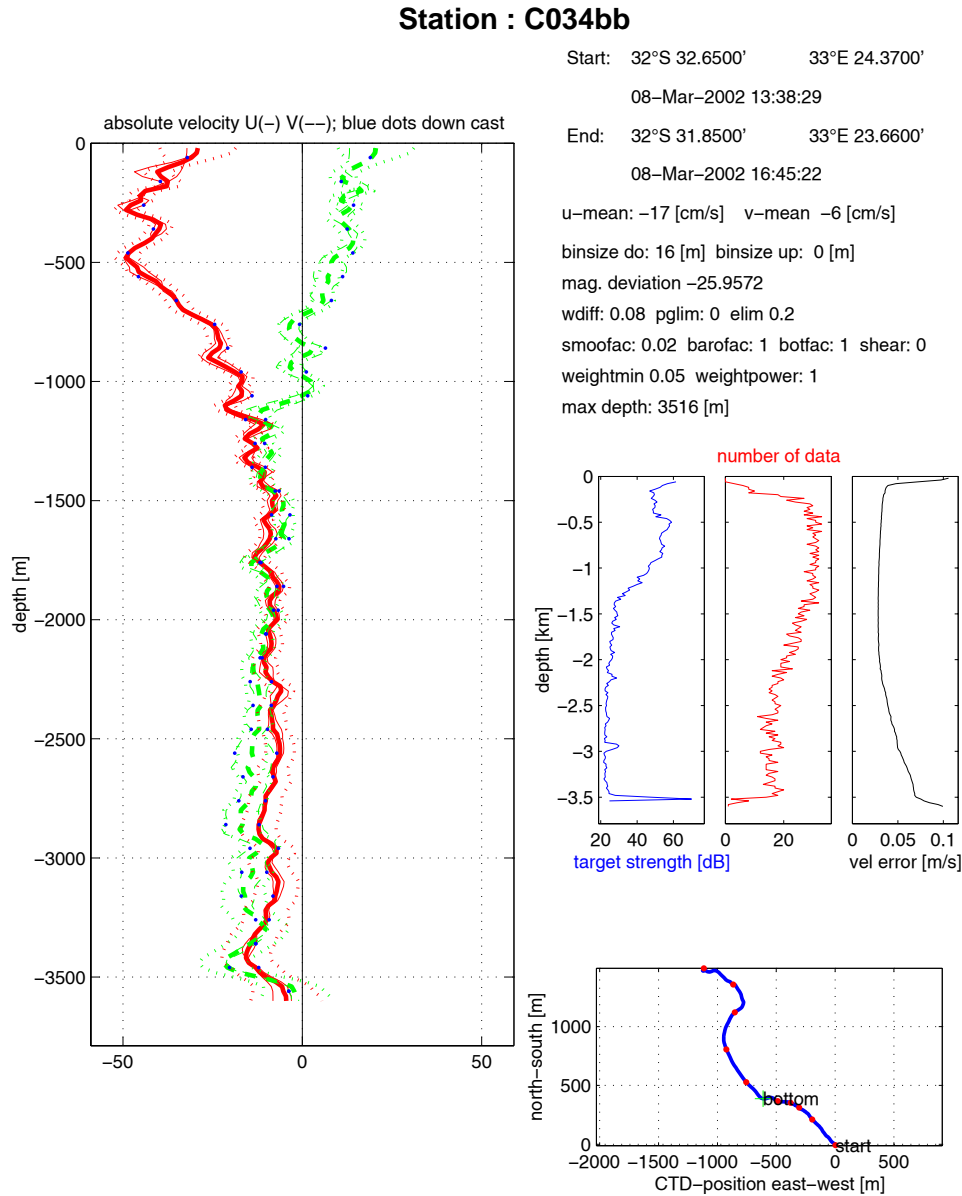 Station : C034bb
Start: 32°S 32.6500' 33°E 24.3700'
08−Mar−2002 13:38:29
End: 32°S 31.8500' 33°E 23.6600'
08−Mar−2002 16:45:22
u−mean: −17 [cm/s] v−mean −6 [cm/s]
binsize do: 16 [m] binsize up: 0 [m]
mag. deviation −25.9572
wdiff: 0.08 pglim: 0 elim 0.2
smoofac: 0.02 barofac: 1 botfac: 1 shear: 0
weightmin 0.05 weightpower: 1
max depth: 3516 [m]
absolute velocity U(−) V(−−); blue dots down cast
0
−500
−1000
−1500
−2000
−2500
−3000
−3500
depth [m]
−50 0 50
number of data
0
−0.5
−1
−1.5
−2
−2.5
−3
−3.5
depth [km]
20 40 60
target strength [dB]
0 20
0 0.05 0.1
vel error [m/s]
1000
500
0
north−south [m]
bottom
start
−2000 −1500 −1000 −500 0 500
CTD−position east−west [m]